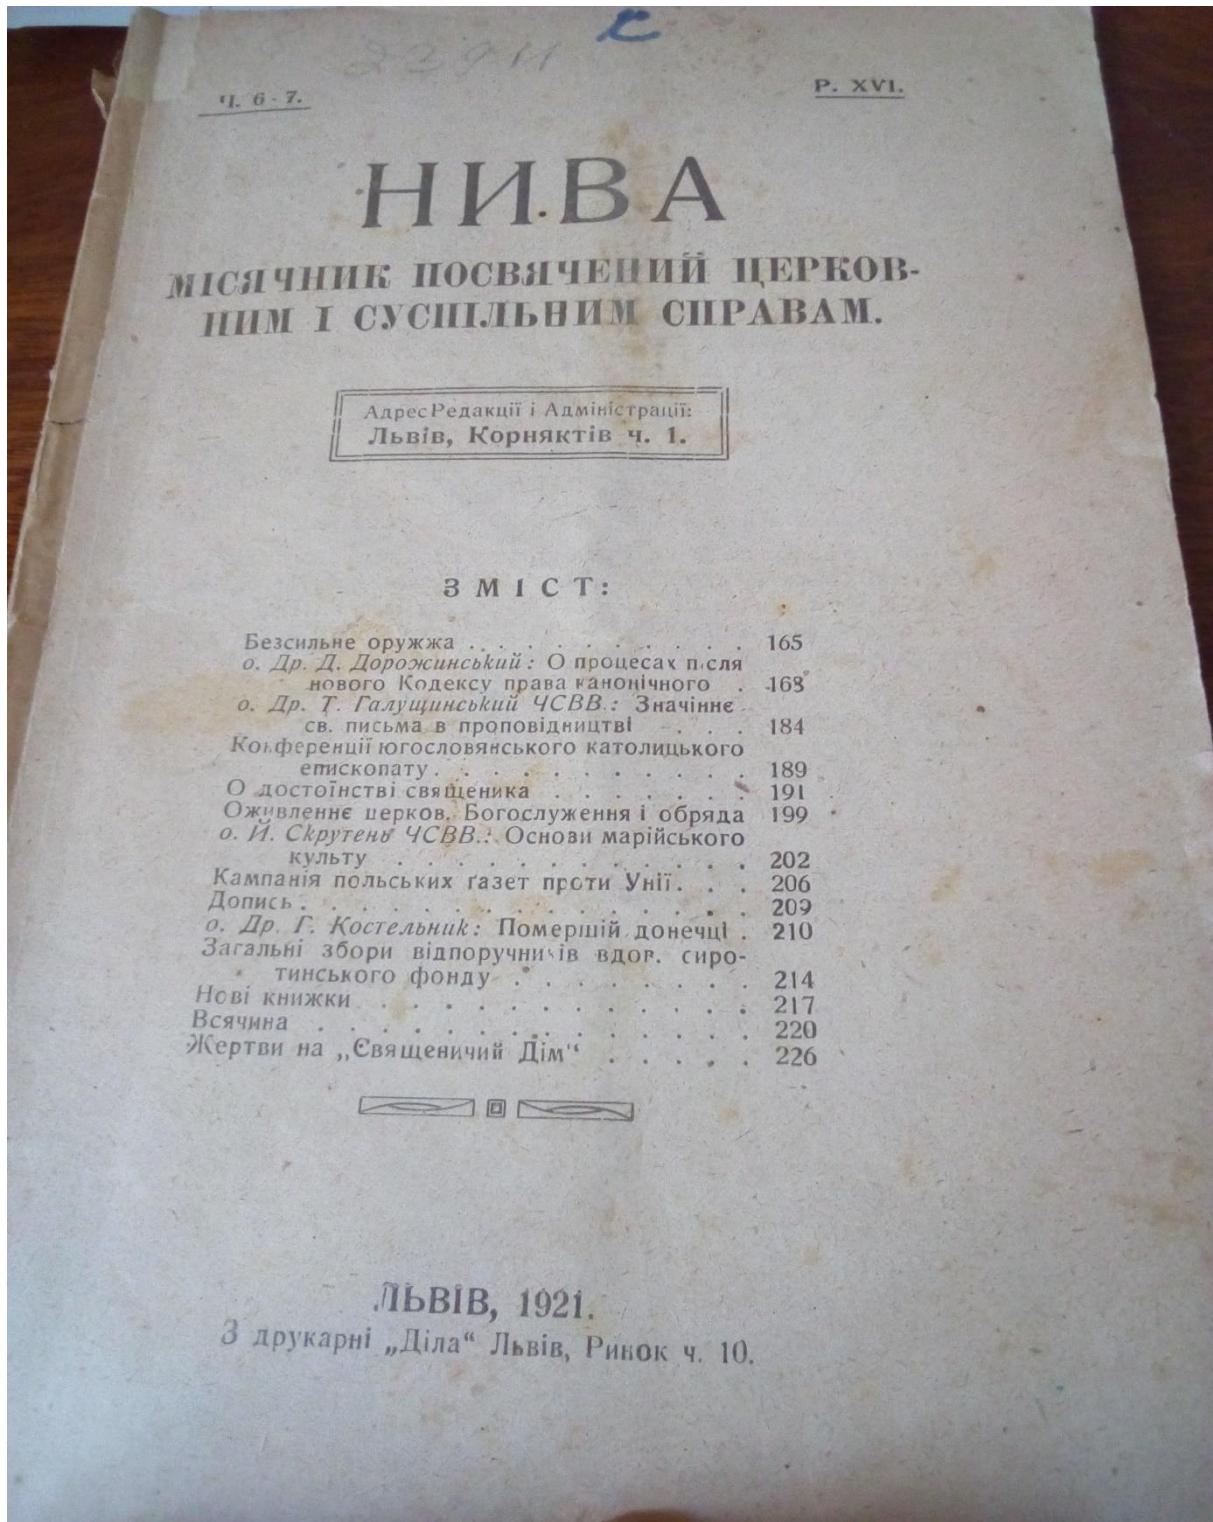 с
22911
Ч. 6 - 7.
Р. XVI.
НИВА
МІСЯЧНИК ПОСВЯЧЕНИЙ ЦЕРКОВ-
НИМ І СУСПІЛЬНИМ СПРАВАМ.
Адрес Редакції і Адміністрації:
Львів, Корняктів ч. 1.
ЗМІСТ:
Безсильне оружжа . . . . . . . . . . 165
о. Др. Д. Дорожинський: О процесах після
нового Кодексу права канонічного . 168
о. Др. Т. Галущинський ЧСВВ.: Значіннє
св. письма в проповідництві . . . 184
Конференції югословянського католицького
епископату . . . . . . . . . . 189
О достоїнстві священика . . . . . . . 191
Оживленнє церков. Богослуження і обряда 199
о. Й. Скрутень ЧСВВ.: Основи марійського
культу . . . . . . . . . . . . 202
Кампанія польських ґазет проти Унії. . . 206
Допись . . . . . . . . . . . . . . 209
о. Др. Г. Костельник: Помершій донечці . 210
Загальні збори відпоручників вдов. сиро-
тинського фонду . . . . . . . . 214
Нові книжки . . . . . . . . . . . . 217
Всячина . . . . . . . . . . . . . . 220
Жертви на „Священичий Дім“ . . . . . 226
ЛЬВІВ, 1921.
З друкарні „Діла“ Львів, Ринок ч. 10.